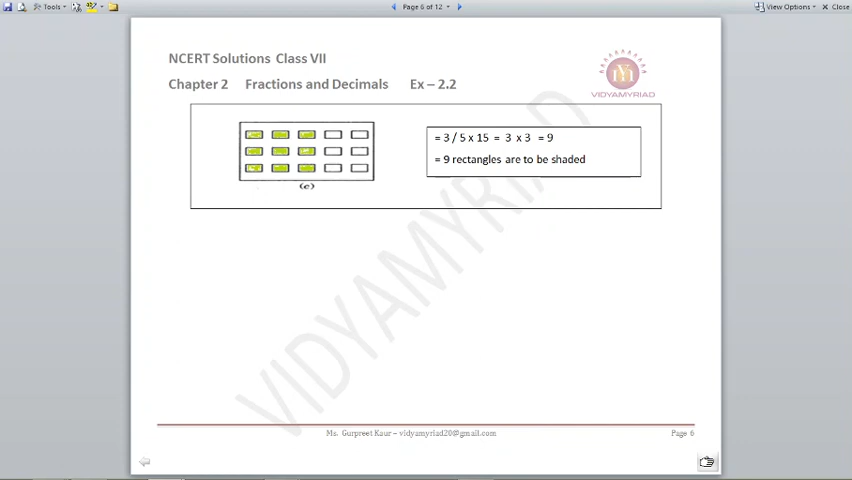 Tools
Page 6 of 12
View Options
Close
NCERT Solutions Class VII
Chapter 2 Fractions and Decimals Ex – 2.2
VIDYAMYRIAD
= 3 / 5 x 15 = 3 x 3 = 9
= 9 rectangles are to be shaded
(c)
VIDYAMYRIAD
Ms. Gurpreet Kaur – vidyamyriad20@gmail.com
Page 6